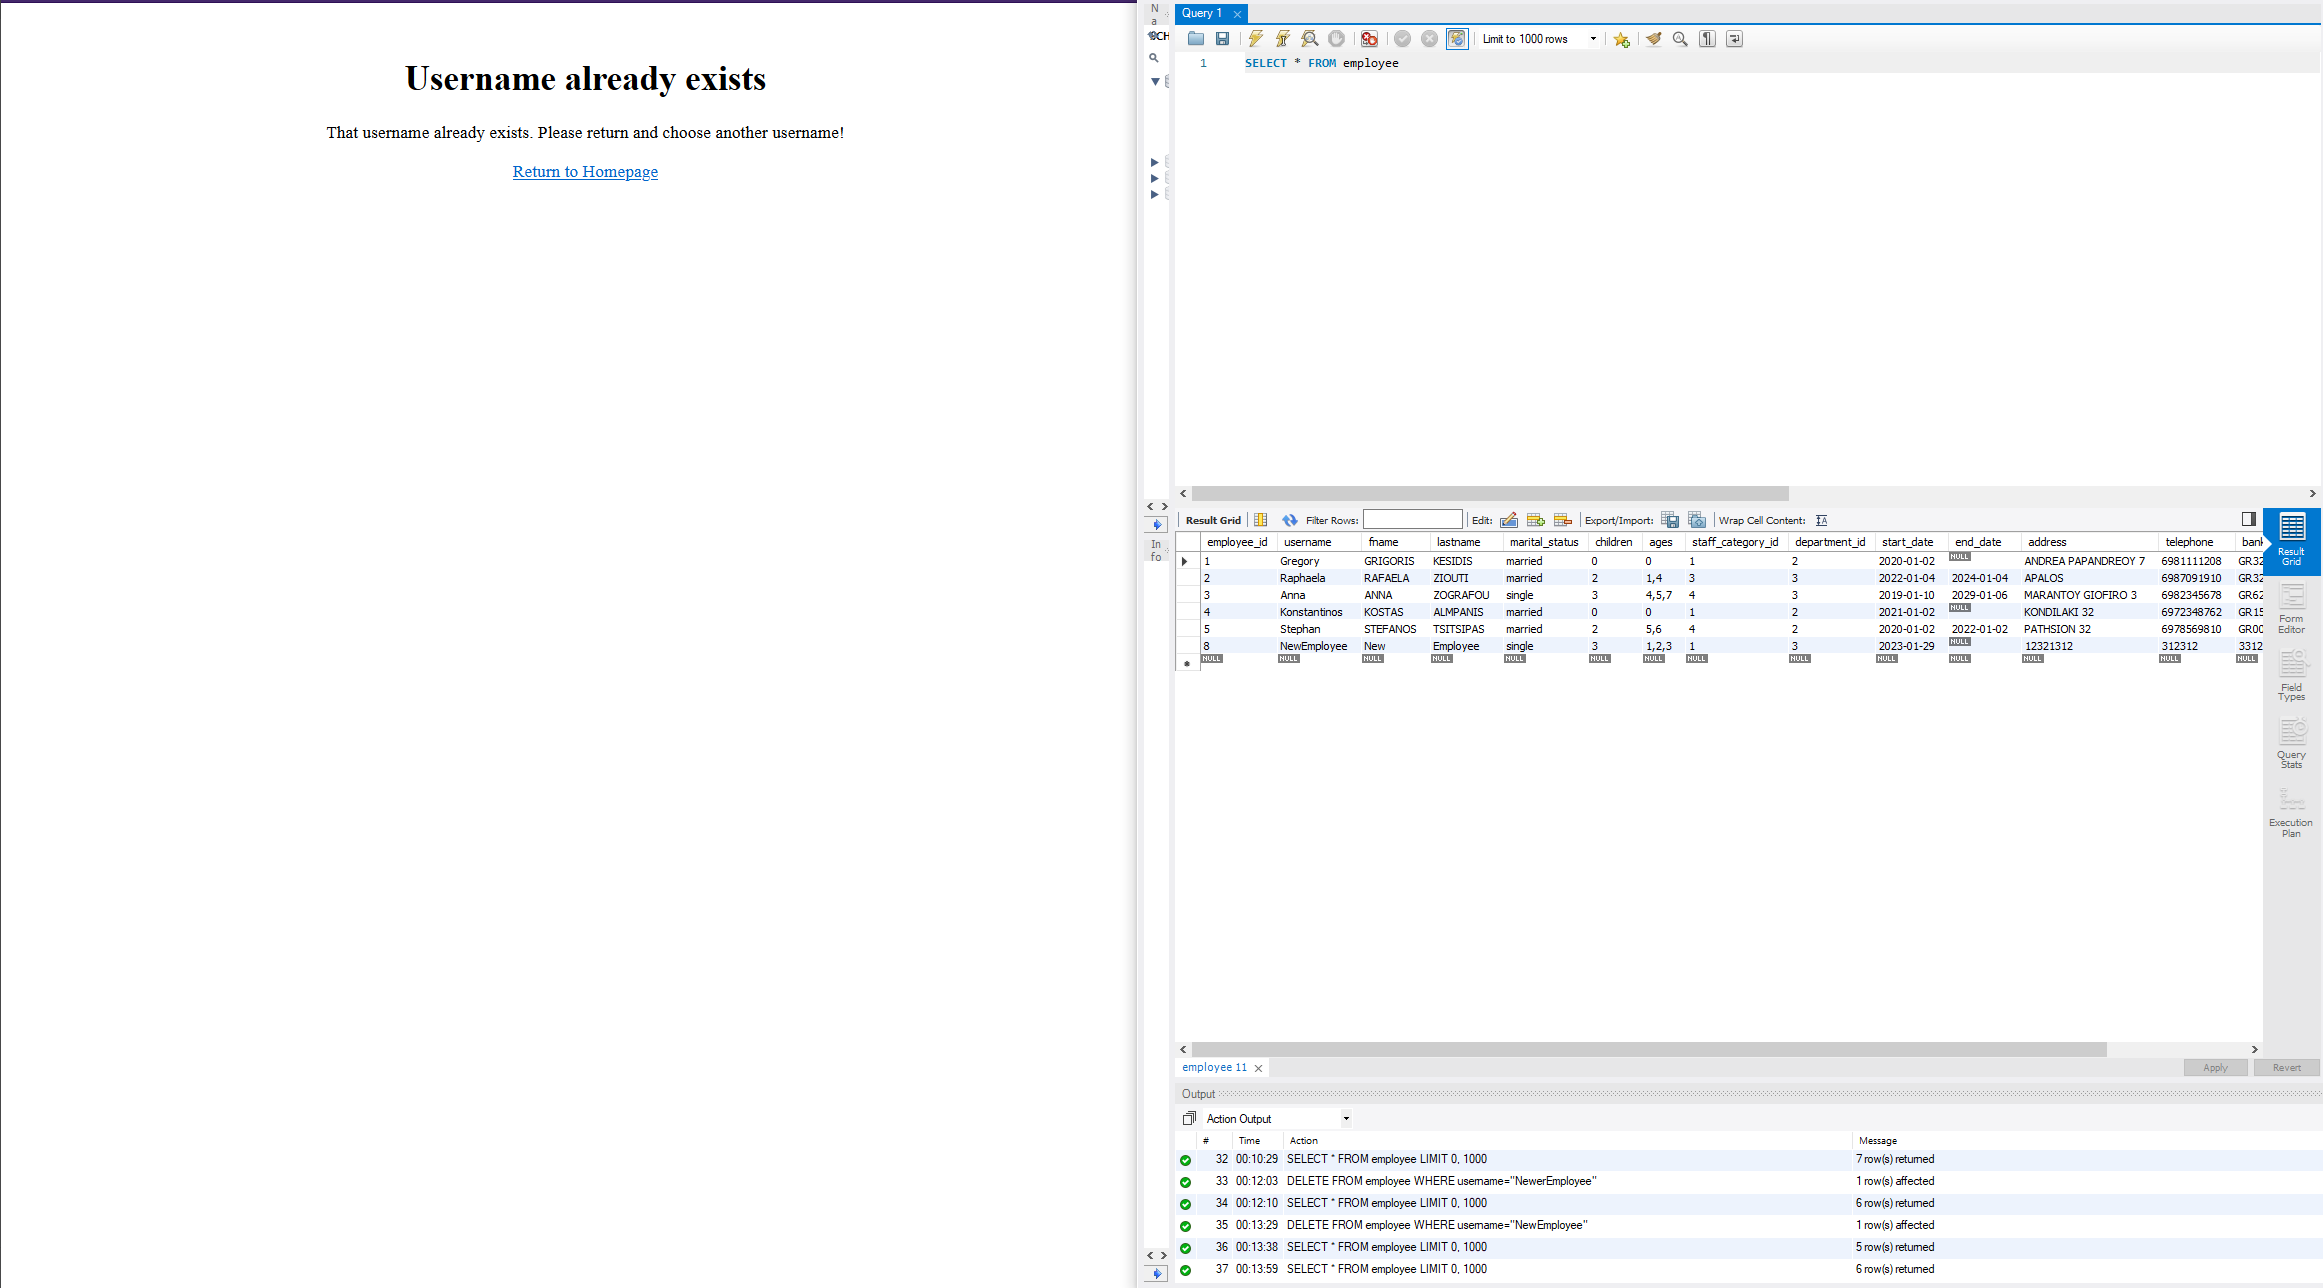 Username already exists
That username already exists. Please return and choose another username!
Return to Homepage
Na
SCH
In
fo
Query 1
Limit to 1000 rows
1 SELECT * FROM employee
Result Grid Filter Rows: Edit: Export/Import: Wrap Cell Content:
employee_id username fname lastname marital_status children ages staff_category_id department_id start_date end_date address telephone bank
1 Gregory GRIGORIS KESIDIS married 0 0 1 2 2020-01-02 NULL ANDREA PAPANDREOY 7 6981111208 GR32
2 Raphaela RAFAELA ZIOUTI married 2 1,4 3 3 2022-01-04 2024-01-04 APALOS 6987091910 GR32
3 Anna ANNA ZOGRAFOU single 3 4,5,7 4 3 2019-01-10 2029-01-06 MARANTOY GIOFIRO 3 6982345678 GR62
4 Konstantinos KOSTAS ALMPANIS married 0 0 1 2 2021-01-02 NULL KONDILAKI 32 6972348762 GR15
5 Stephan STEFANOS TSITSIPAS married 2 5,6 4 2 2020-01-02 2022-01-02 PATHSION 32 6978569810 GR00
8 NewEmployee New Employee single 3 1,2,3 1 3 2023-01-29 NULL 12321312 312312 3312
NULL NULL NULL NULL NULL NULL NULL NULL NULL NULL NULL NULL NULL NULL
Result
Grid
Form
Editor
Field
Types
Query
Stats
Execution
Plan
employee 11
Apply Revert
Output
Action Output
# Time Action Message
32 00:10:29 SELECT * FROM employee LIMIT 0, 1000 7 row(s) returned
33 00:12:03 DELETE FROM employee WHERE username="NewerEmployee" 1 row(s) affected
34 00:12:10 SELECT * FROM employee LIMIT 0, 1000 6 row(s) returned
35 00:13:29 DELETE FROM employee WHERE username="NewEmployee" 1 row(s) affected
36 00:13:38 SELECT * FROM employee LIMIT 0, 1000 5 row(s) returned
37 00:13:59 SELECT * FROM employee LIMIT 0, 1000 6 row(s) returned